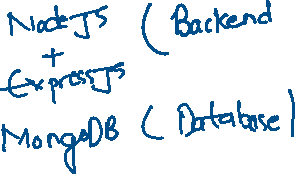 NodeJS (Backend
+
ExpressJS
MongoDB (Database)